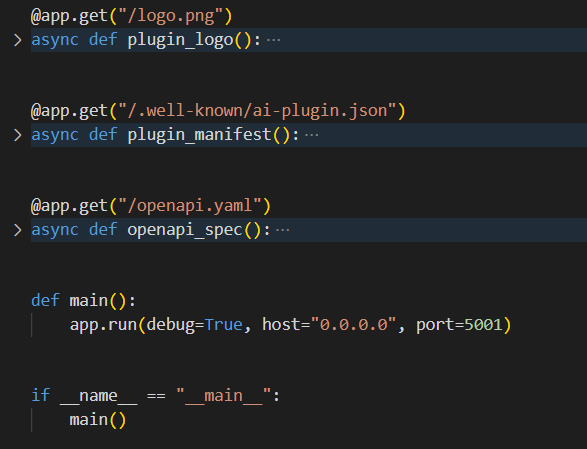 @app.get("/logo.png")
async def plugin_logo():···
@app.get("/.well-known/ai-plugin.json")
async def plugin_manifest():···
@app.get("/openapi.yaml")
async def openapi_spec():···
def main():
    app.run(debug=True, host="0.0.0.0", port=5001)
if __name__ == "__main__":
    main()